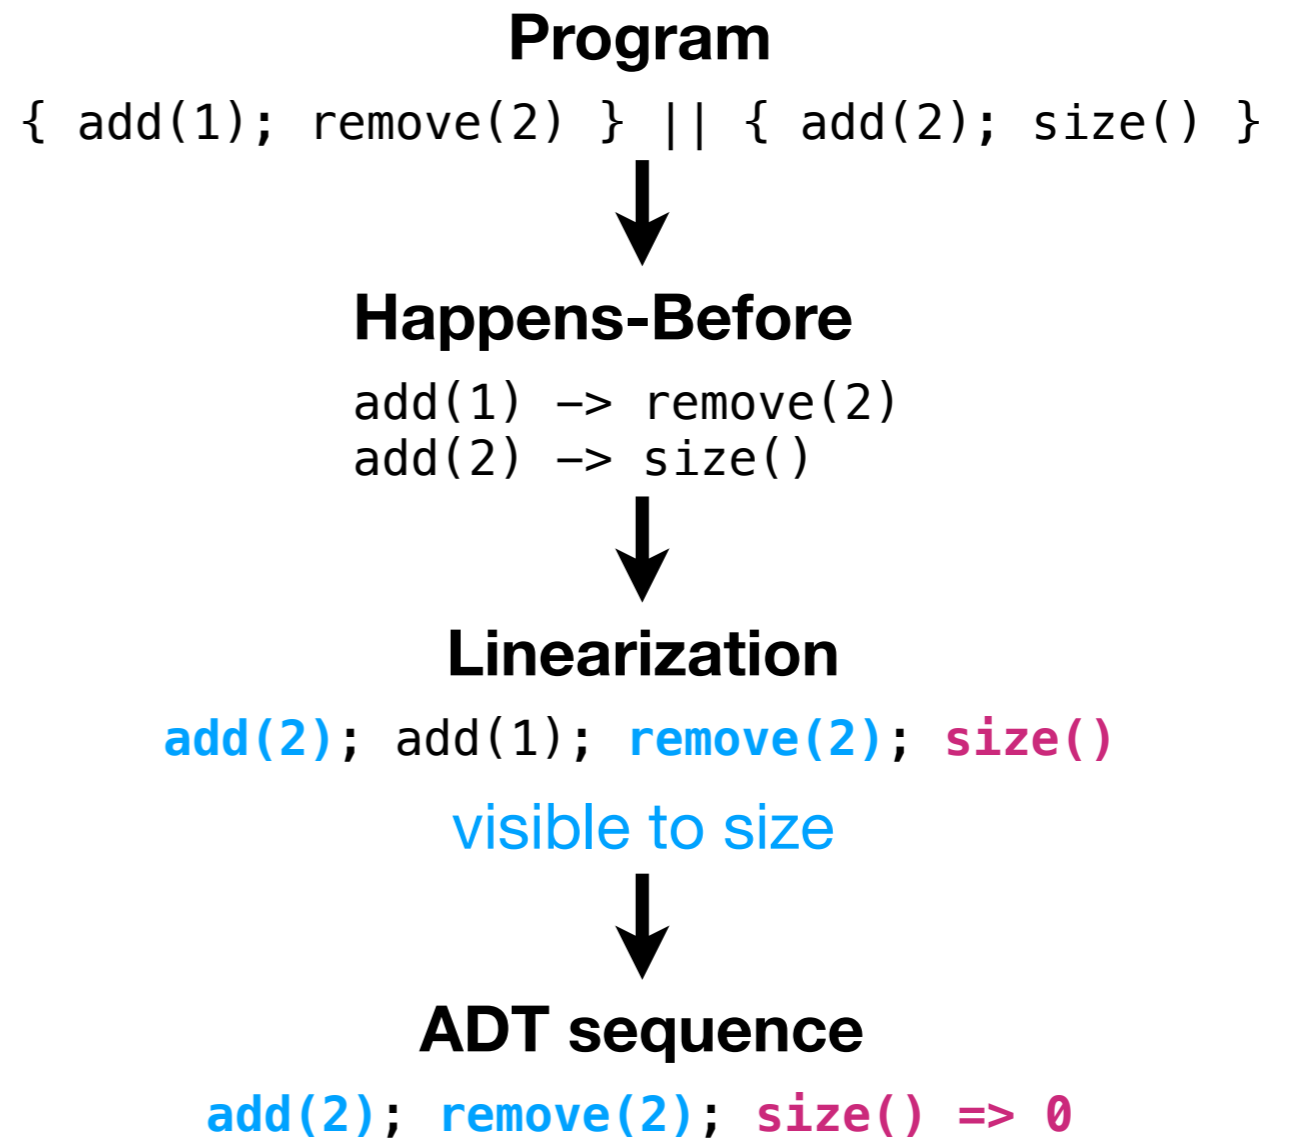 Program
{ add(1); remove(2) } || { add(2); size() }
Happens-Before
add(1) -> remove(2)
add(2) -> size()
Linearization
add(2); add(1); remove(2); size()
visible to size
ADT sequence
add(2); remove(2); size() => 0